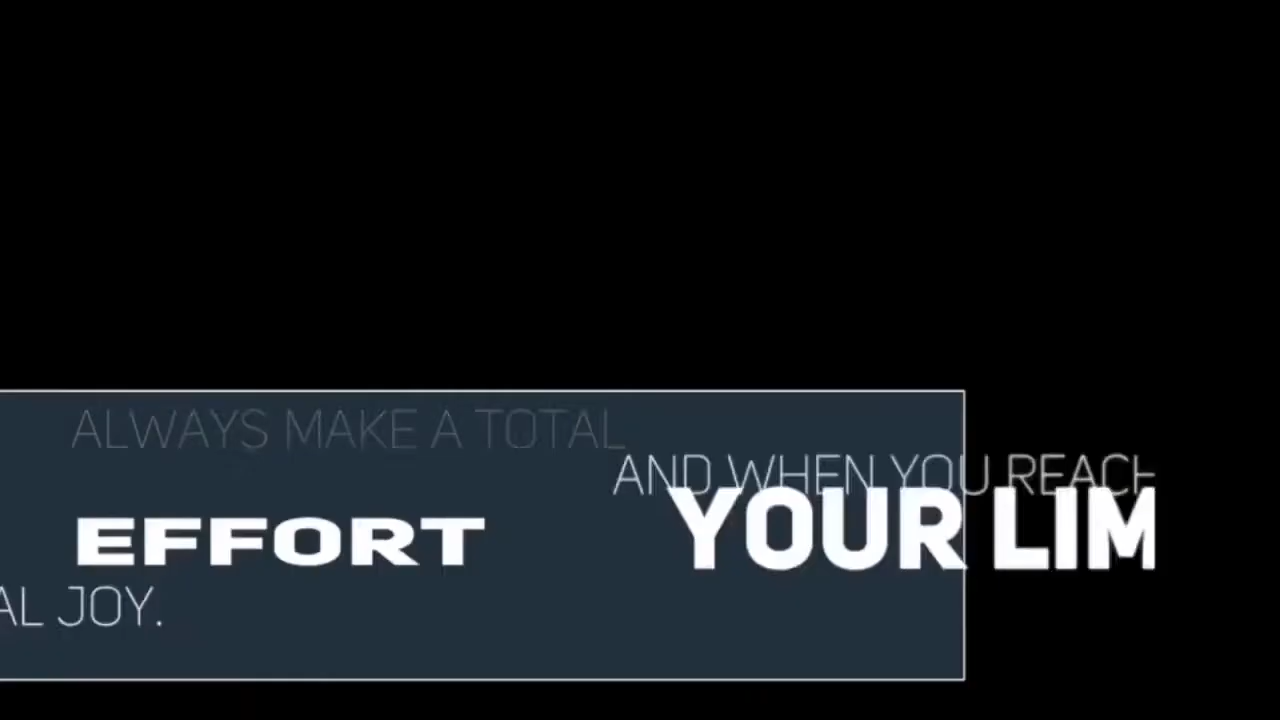 ALWAYS MAKE A TOTAL
EFFORT
AL JOY.
AND WHEN YOU REACH
YOUR LIM